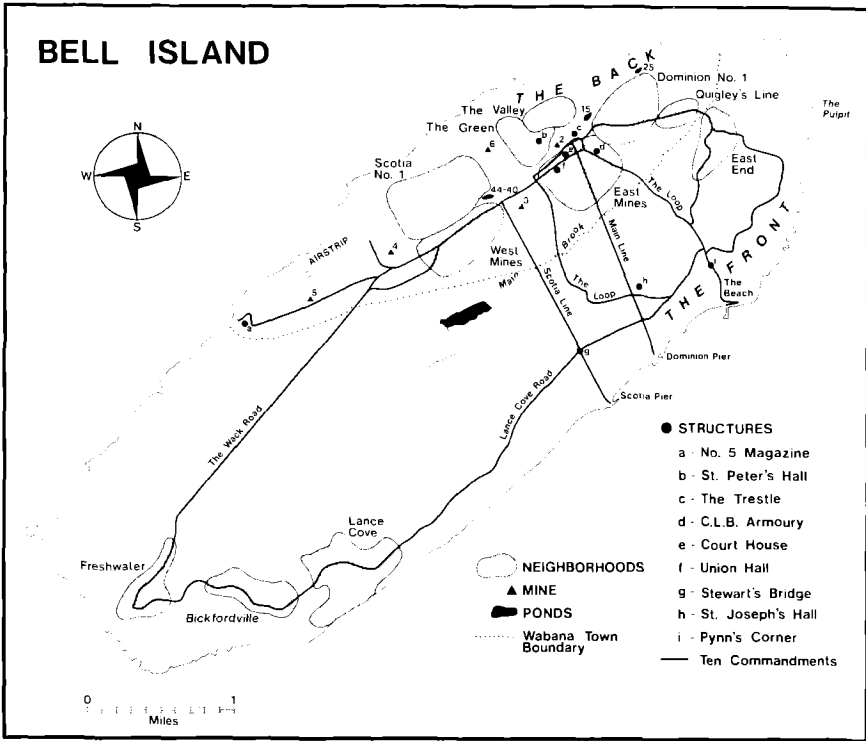 BELL ISLAND
THE BACK
25
Dominion No. 1
Quigley's Line
The Pulpit
The Valley
The Green
15
b
c
2
6
e
d
f
N
W E
S
Scotia No. 1
44-40
3
East End
East Mines
The Loop
AIRSTRIP
4
West Mines
Main Brook
Main Line
Scotia Line
THE FRONT
i
The Beach
5
a
h
The Loop
g
Dominion Pier
Scotia Pier
The Wack Road
Lance Cove Road
Lance Cove
Freshwater
Bickfordville
STRUCTURES
a - No. 5 Magazine
b - St. Peter's Hall
c - The Trestle
d - C.L.B. Armoury
e - Court House
f - Union Hall
g - Stewart's Bridge
h - St. Joseph's Hall
i - Pynn's Corner
Ten Commandments
NEIGHBORHOODS
MINE
PONDS
Wabana Town
Boundary
0 1
Miles